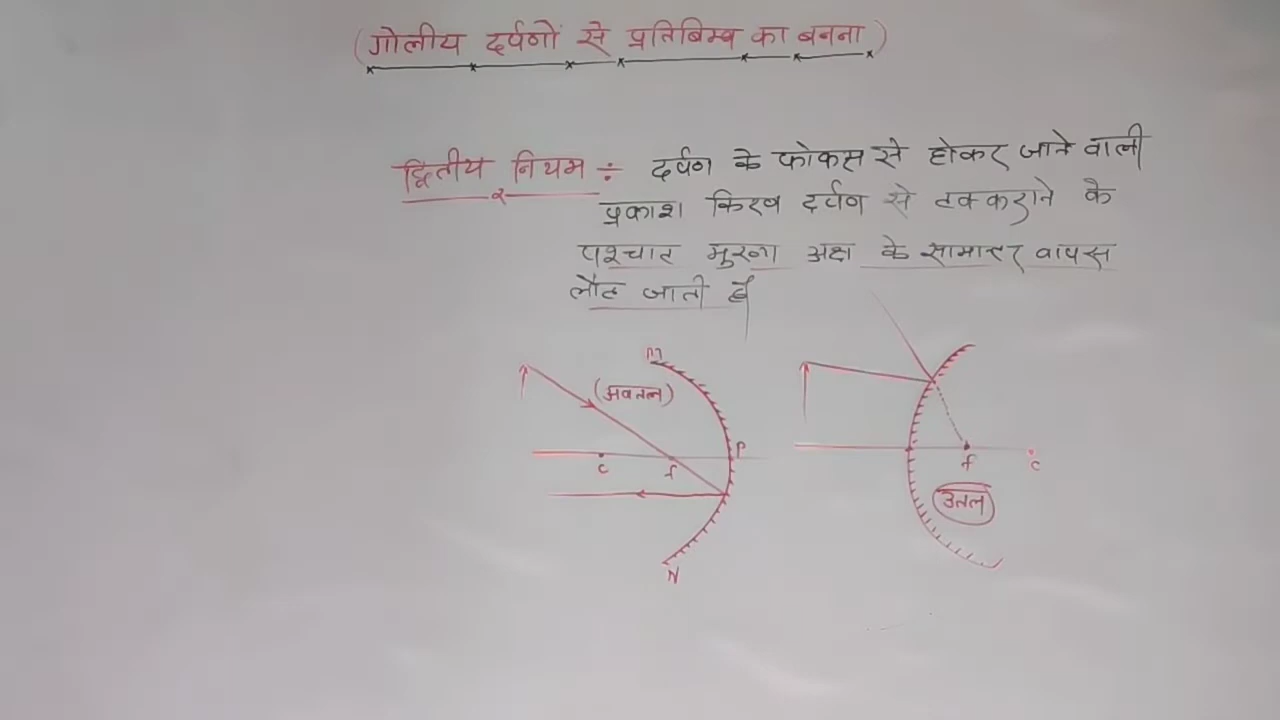 (गोलीय दर्पणों से प्रतिबिम्ब का बनना)
द्वितीय नियम ÷ दर्पण के फोकस से होकर जाने वाली
प्रकाश किरण दर्पण से टकराने के
पश्चात मुख्य अक्ष के सामान्तर वापस
लौट जाती है
M
(अवतल)
C
f
P
N
f
C
उत्तल